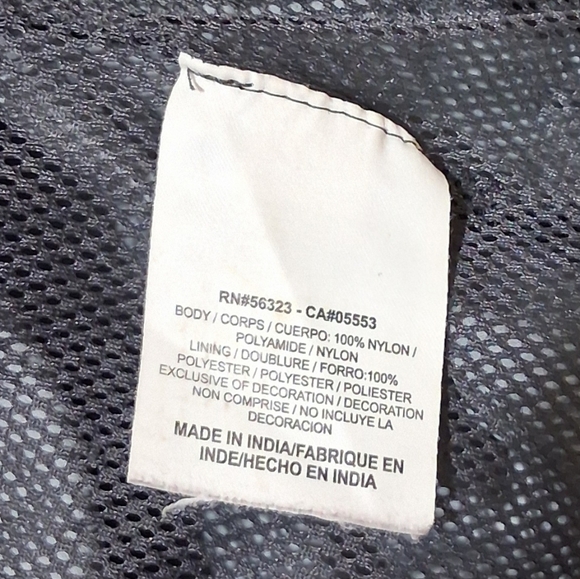 RN#56323 - CA#05553
BODY / CORPS / CUERPO: 100% NYLON /
POLYAMIDE / NYLON
LINING / DOUBLURE / FORRO:100%
POLYESTER / POLYESTER / POLIESTER
EXCLUSIVE OF DECORATION / DECORATION
NON COMPRISE / NO INCLUYE LA
DECORACION
MADE IN INDIA/FABRIQUE EN
INDE/HECHO EN INDIA